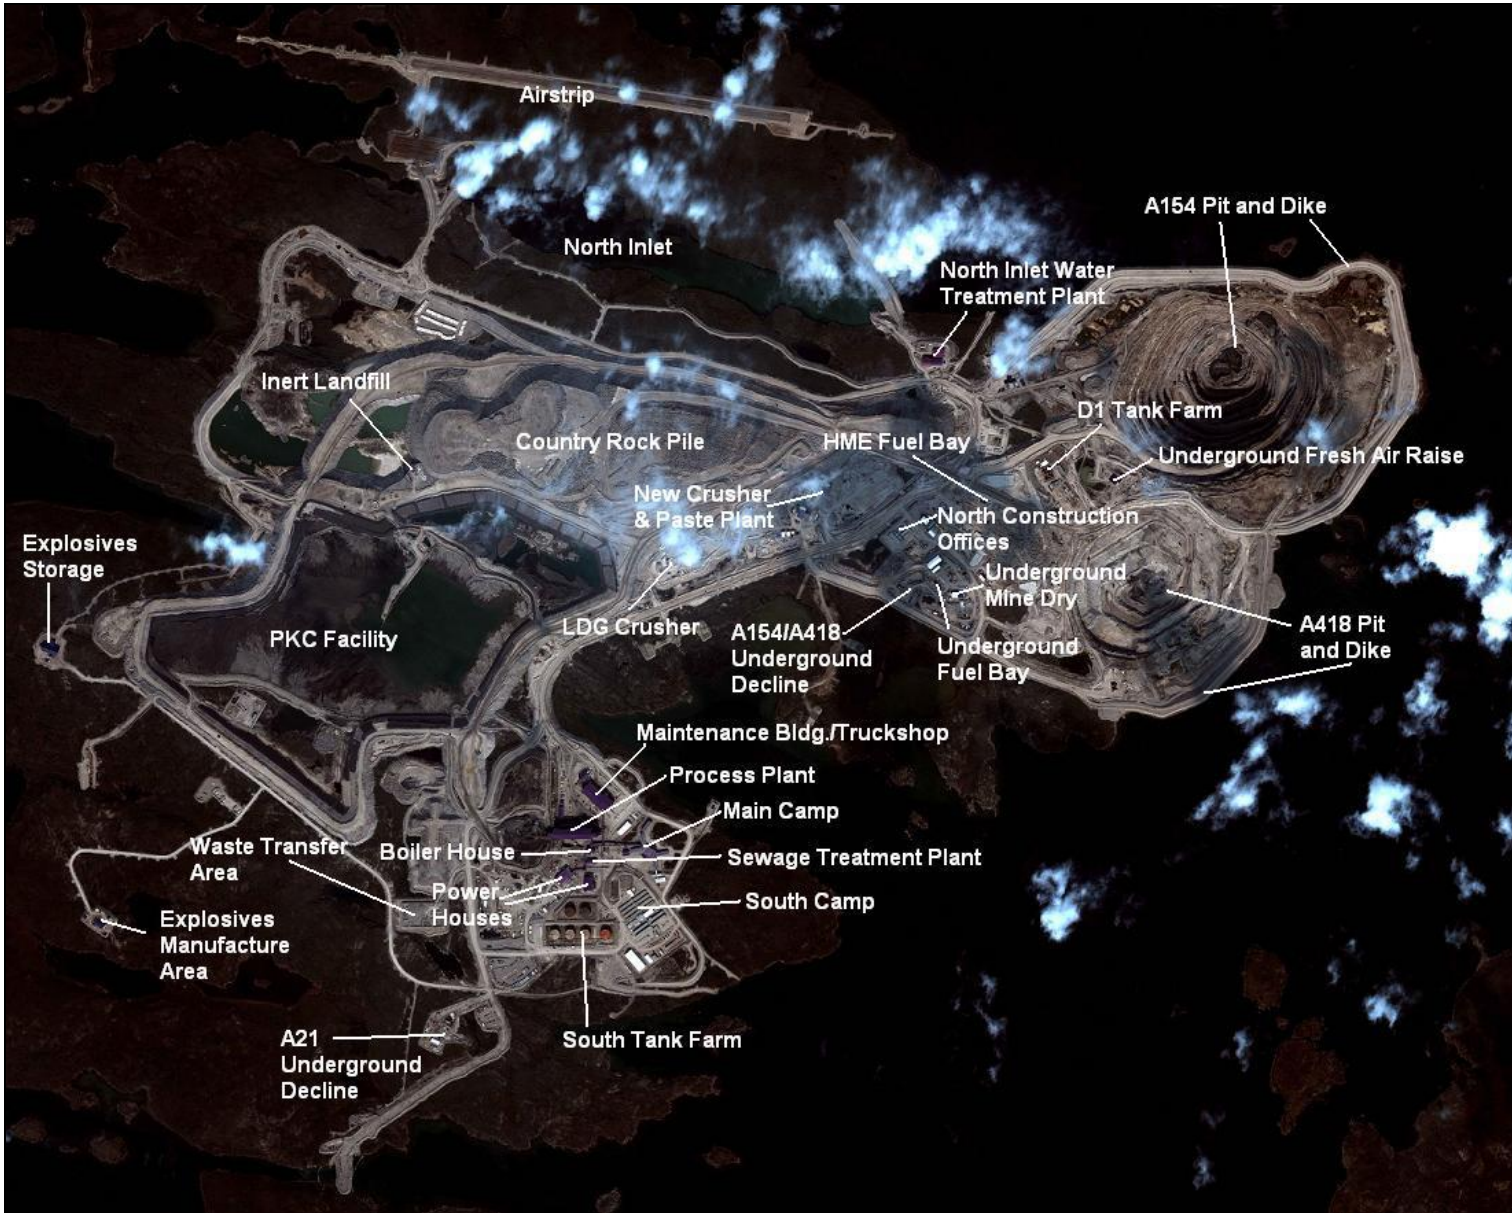 Airstrip
A154 Pit and Dike
North Inlet
North Inlet Water
Treatment Plant
Inert Landfill
D1 Tank Farm
Country Rock Pile
HME Fuel Bay
Underground Fresh Air Raise
New Crusher
& Paste Plant
North Construction
Offices
Explosives
Storage
Underground
Mine Dry
LDG Crusher
PKC Facility
A154/A418
Underground
Decline
Underground
Fuel Bay
A418 Pit
and Dike
Maintenance Bldg./Truckshop
Process Plant
Main Camp
Waste Transfer
Area
Boiler House
Sewage Treatment Plant
Power
Houses
South Camp
Explosives
Manufacture
Area
A21
Underground
Decline
South Tank Farm